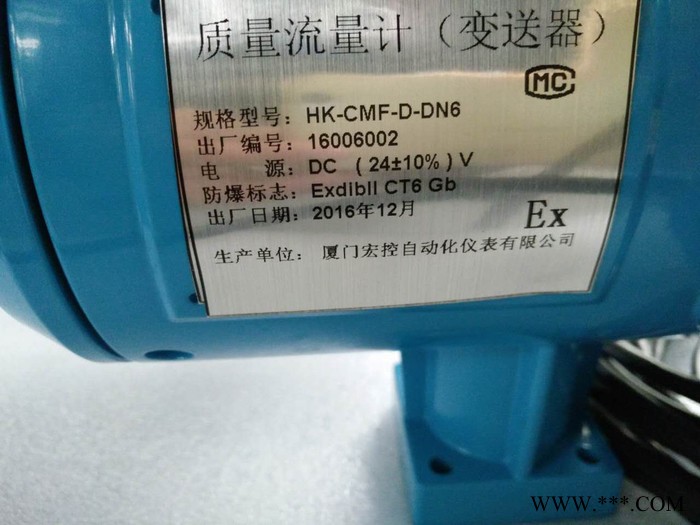 质量流量计（变送器）
MC
规格型号: HK-CMF-D-DN6
出厂编号: 16006002
电 源: DC （24±10%）V
防爆标志: ExdibII CT6 Gb
出厂日期: 2016年12月
Ex
生产单位: 厦门宏控自动化仪表有限公司
WWW.***.COM